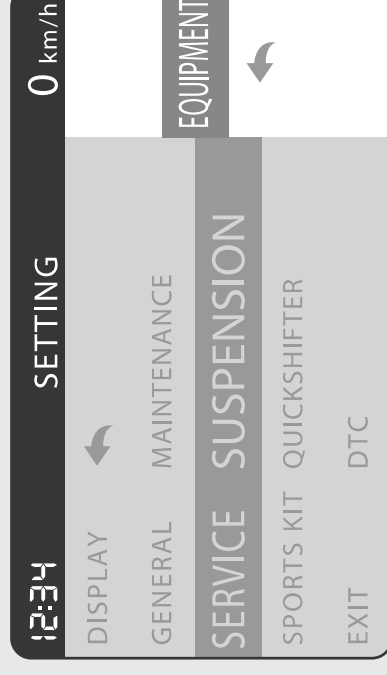 12:34 SETTING 0 km/h
DISPLAY
GENERAL MAINTENANCE EQUIPMENT
SERVICE SUSPENSION
SPORTS KIT QUICKSHIFTER
EXIT DTC